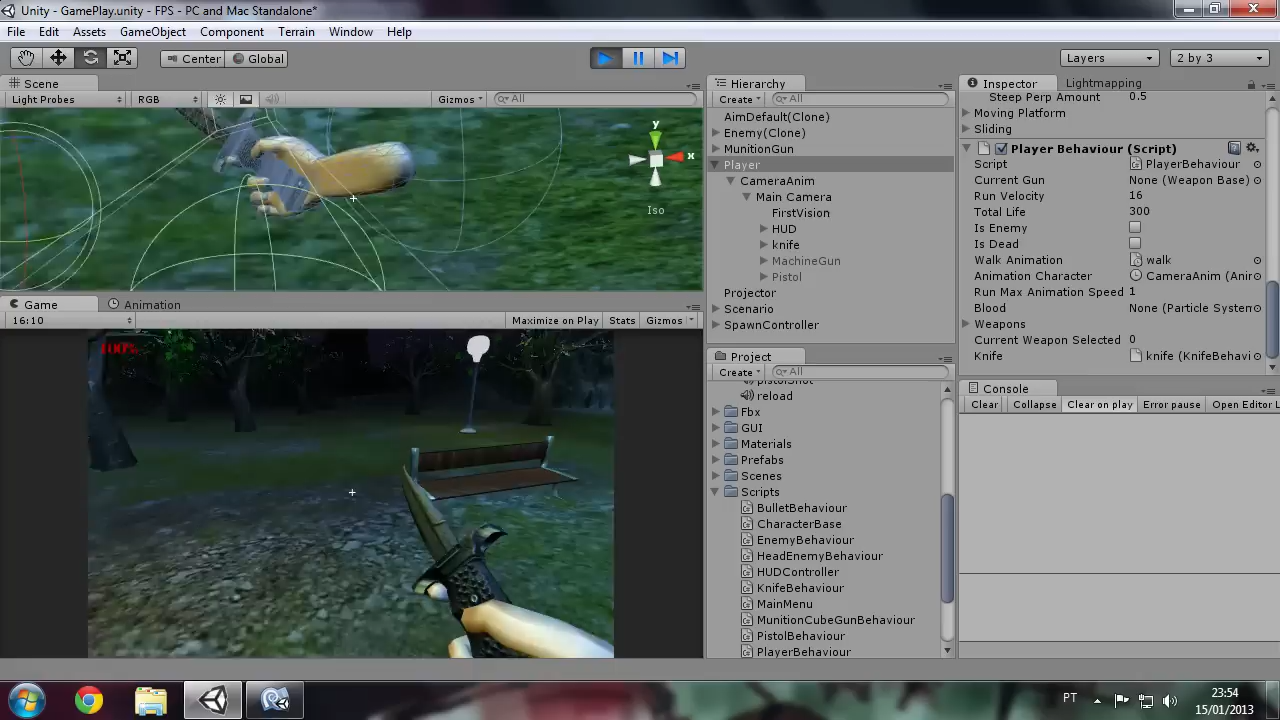 Unity - GamePlay.unity - FPS - PC and Mac Standalone*
File Edit Assets GameObject Component Terrain Window Help
Center Global Layers 2 by 3
Scene
Light Probes RGB Gizmos All
y
x
Iso
Game Animation
16:10 Maximize on Play Stats Gizmos
100%
Hierarchy
Create All
AimDefault(Clone)
Enemy(Clone)
MunitionGun
Player
CameraAnim
Main Camera
FirstVision
HUD
knife
MachineGun
Pistol
Projector
Scenario
SpawnController
Project
Create All
pistolShot
reload
Fbx
GUI
Materials
Prefabs
Scenes
Scripts
BulletBehaviour
CharacterBase
EnemyBehaviour
HeadEnemyBehaviour
HUDController
KnifeBehaviour
MainMenu
MunitionCubeGunBehaviour
PistolBehaviour
PlayerBehaviour
Inspector Lightmapping
Steep Perp Amount 0.5
Moving Platform
Sliding
Player Behaviour (Script)
Script PlayerBehaviour
Current Gun None (Weapon Base)
Run Velocity 16
Total Life 300
Is Enemy
Is Dead
Walk Animation walk
Animation Character CameraAnim (Anir
Run Max Animation Speed 1
Blood None (Particle System
Weapons
Current Weapon Selected 0
Knife knife (KnifeBehavi
Console
Clear Collapse Clear on play Error pause Open Editor L
PT
23:54
15/01/2013